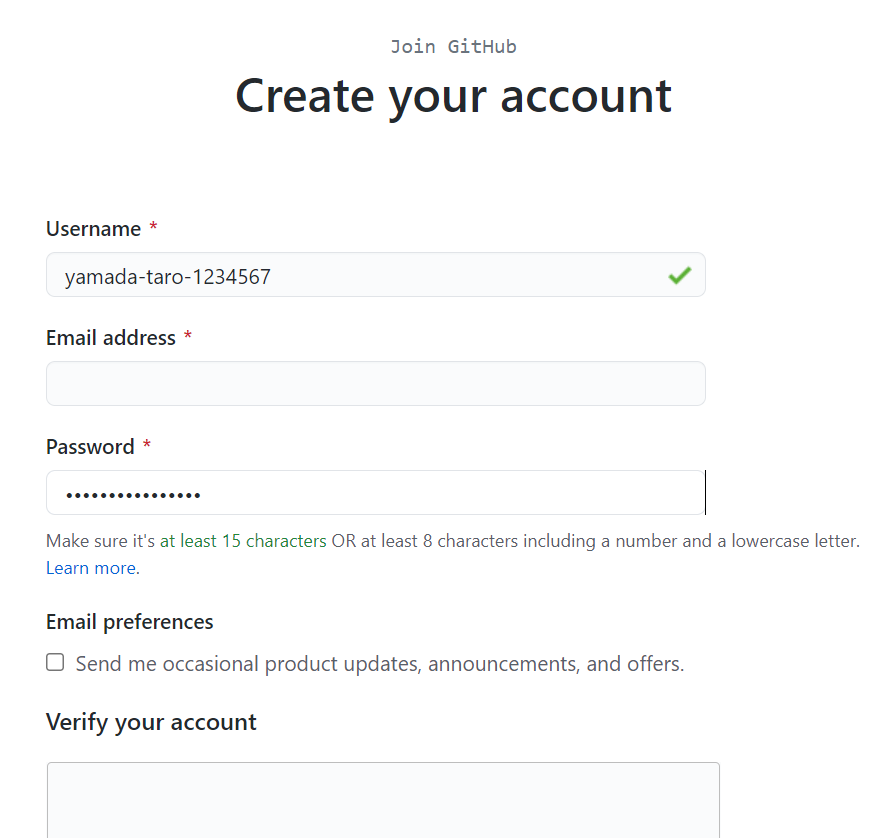 Join GitHub
Create your account
Username *
yamada-taro-1234567
Email address *
Password *
••••••••••••••••
Make sure it's at least 15 characters OR at least 8 characters including a number and a lowercase letter.
Learn more.
Email preferences
Send me occasional product updates, announcements, and offers.
Verify your account